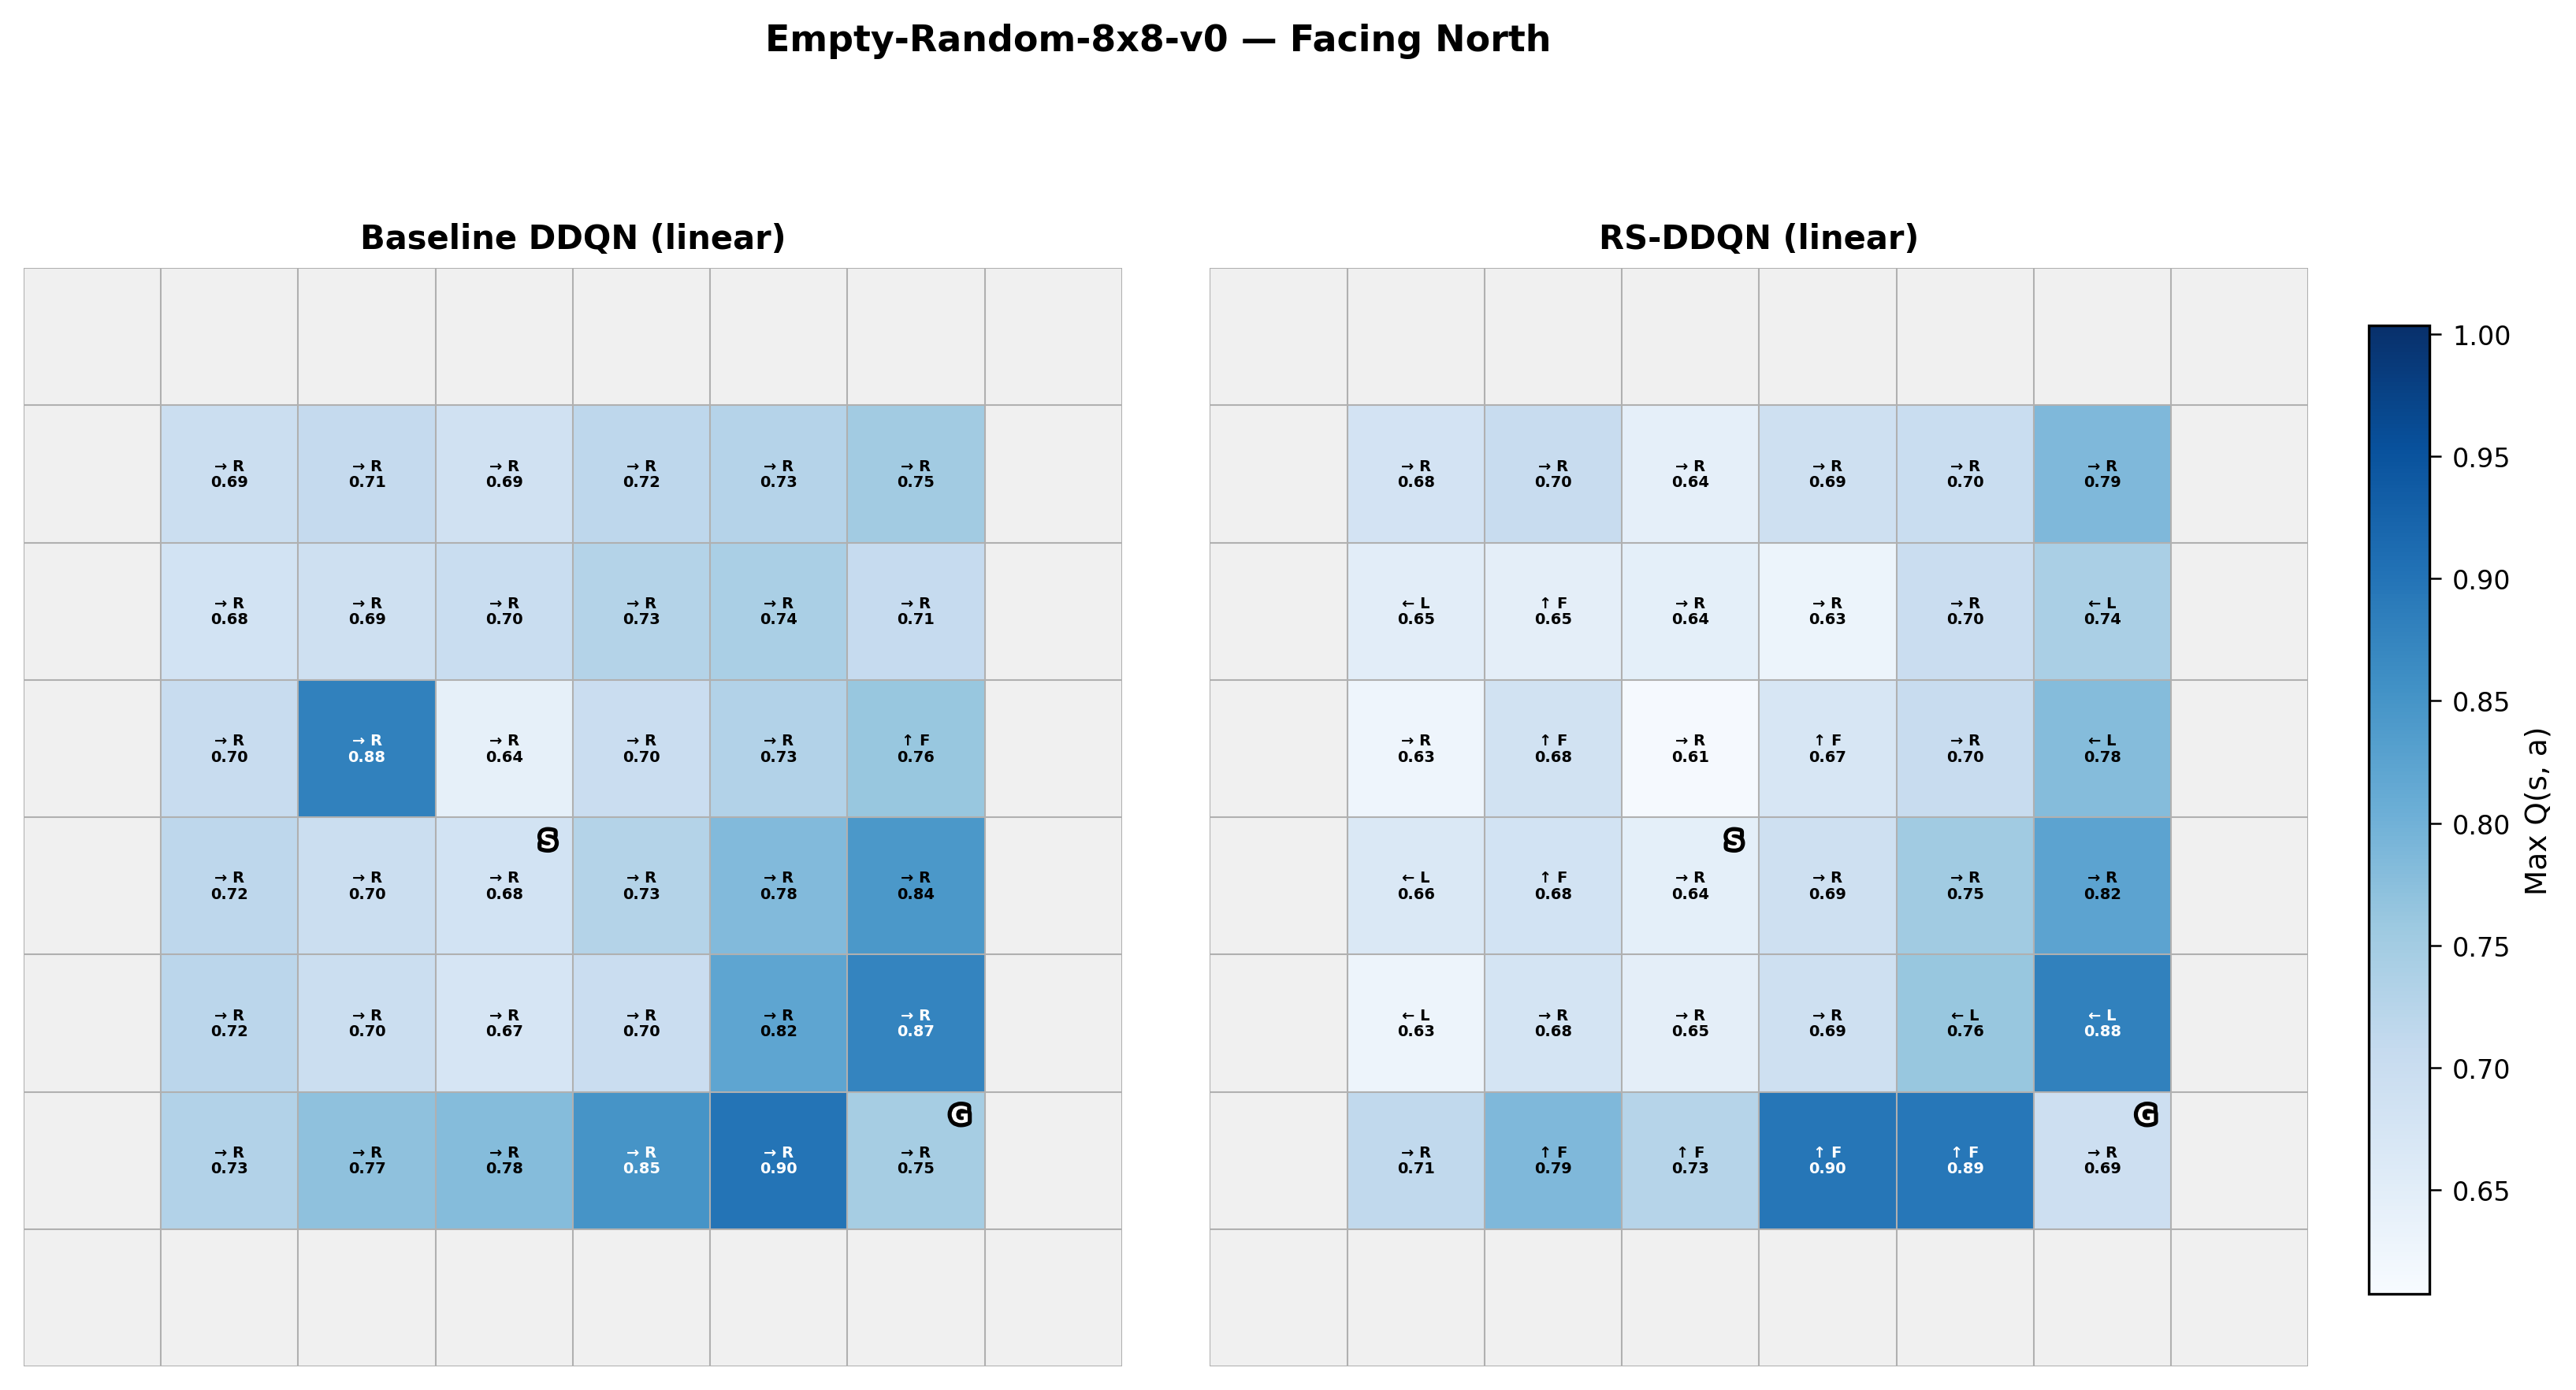 Empty-Random-8x8-v0 — Facing North
Baseline DDQN (linear)
→ R → R → R → R → R → R
0.69 0.71 0.69 0.72 0.73 0.75
→ R → R → R → R → R → R
0.68 0.69 0.70 0.73 0.74 0.71
→ R → R → R → R → R ↑ F
0.70 0.88 0.64 0.70 0.73 0.76
S
→ R → R → R → R → R → R
0.72 0.70 0.68 0.73 0.78 0.84
→ R → R → R → R → R → R
0.72 0.70 0.67 0.70 0.82 0.87
G
→ R → R → R → R → R → R
0.73 0.77 0.78 0.85 0.90 0.75
RS-DDQN (linear)
→ R → R → R → R → R → R
0.68 0.70 0.64 0.69 0.70 0.79
← L ↑ F → R → R → R ← L
0.65 0.65 0.64 0.63 0.70 0.74
→ R ↑ F → R ↑ F → R ← L
0.63 0.68 0.61 0.67 0.70 0.78
S
← L ↑ F → R → R → R → R
0.66 0.68 0.64 0.69 0.75 0.82
← L → R → R → R ← L ← L
0.63 0.68 0.65 0.69 0.76 0.88
G
→ R ↑ F ↑ F ↑ F ↑ F → R
0.71 0.79 0.73 0.90 0.89 0.69
1.00
0.95
0.90
0.85
0.80
0.75
0.70
0.65
Max Q(s, a)